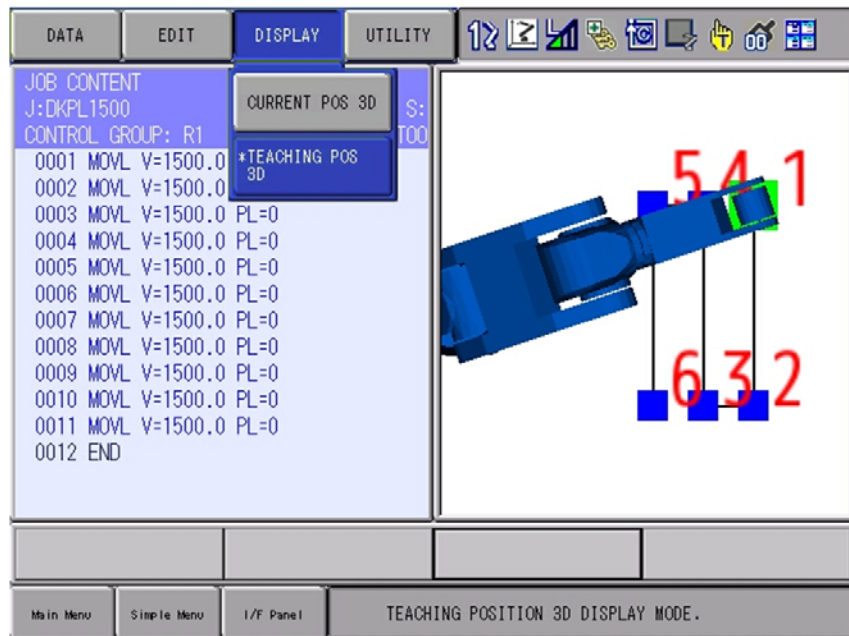 DATA
EDIT
DISPLAY
UTILITY
JOB CONTENT
J:DKPL1500 S:
CONTROL GROUP: R1 TOO
CURRENT POS 3D
*TEACHING POS
3D
0001 MOVL V=1500.0
0002 MOVL V=1500.0
0003 MOVL V=1500.0 PL=0
0004 MOVL V=1500.0 PL=0
0005 MOVL V=1500.0 PL=0
0006 MOVL V=1500.0 PL=0
0007 MOVL V=1500.0 PL=0
0008 MOVL V=1500.0 PL=0
0009 MOVL V=1500.0 PL=0
0010 MOVL V=1500.0 PL=0
0011 MOVL V=1500.0 PL=0
0012 END
5 4 1
6 3 2
Main Menu
Simple Menu
I/F Panel
TEACHING POSITION 3D DISPLAY MODE.